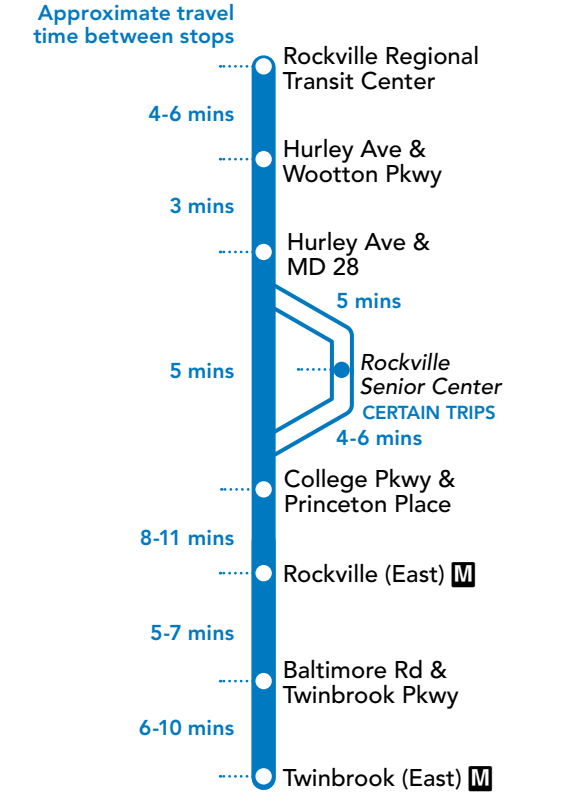 Approximate travel
time between stops
Rockville Regional
Transit Center
4-6 mins
Hurley Ave &
Wootton Pkwy
3 mins
Hurley Ave &
MD 28
5 mins
5 mins
Rockville
Senior Center
CERTAIN TRIPS
4-6 mins
College Pkwy &
Princeton Place
8-11 mins
Rockville (East) M
5-7 mins
Baltimore Rd &
Twinbrook Pkwy
6-10 mins
Twinbrook (East) M